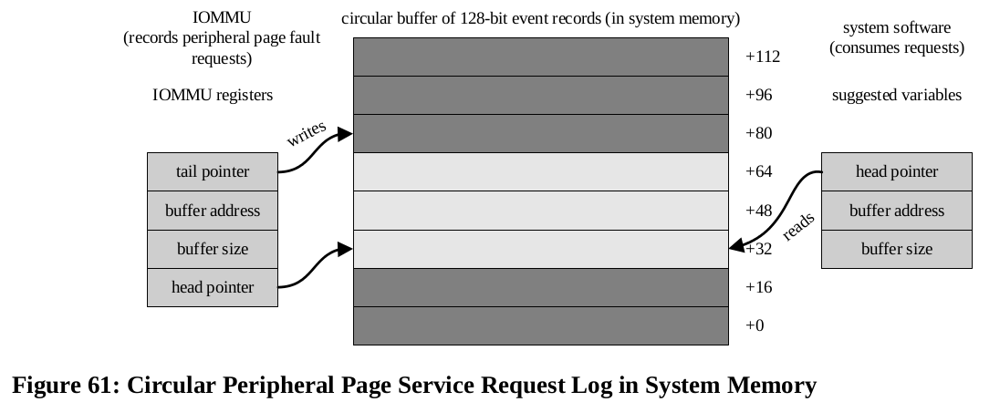 IOMMU
(records peripheral page fault
requests)
circular buffer of 128-bit event records (in system memory)
system software
(consumes requests)
IOMMU registers
suggested variables
+112
+96
+80
+64
+48
+32
+16
+0
writes
tail pointer
buffer address
buffer size
head pointer
reads
head pointer
buffer address
buffer size
Figure 61: Circular Peripheral Page Service Request Log in System Memory